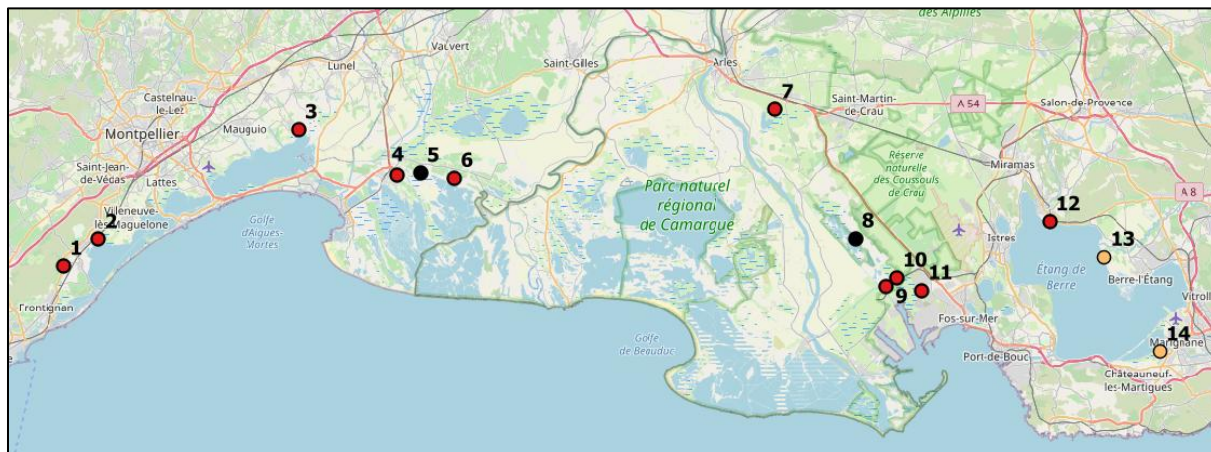 des Alpilles
Vauvert
Saint-Gilles
Arles
Lunel
Castelnau-
le-Lez
Montpellier
Mauguio
3
7
Saint-Martin-
de-Crau
A 54
Salon-de-Provence
Saint-Jean-
de-Védas
Lattes
4
5
6
Réserve
naturelle
des Coussouls
de Crau
Miramas
A 8
Parc naturel
régional
de Camargue
Villeneuve-
lès-Maguelone
2
Golfe
d'Aigues-
Mortes
8
Istres
12
1
13
Étang de
Berre
Berre-l'Étang
10
11
9
Vitroll
Frontignan
Fos-sur-Mer
Golfe
de Beauduc
14
Marignane
Port-de-Bouc
Châteauneuf-
les-Martigues